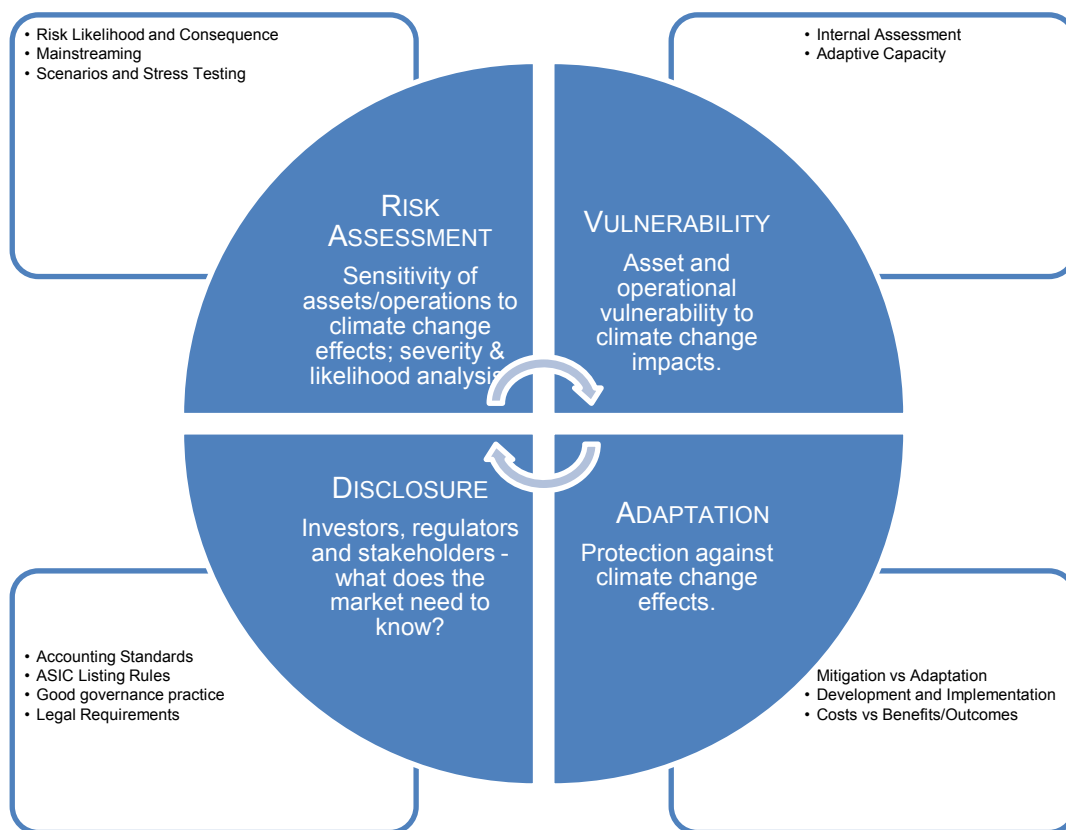 • Risk Likelihood and Consequence
• Mainstreaming
• Scenarios and Stress Testing
• Internal Assessment
• Adaptive Capacity
RISK
ASSESSMENT
Sensitivity of
assets/operations to
climate change
effects; severity &
likelihood analysis
VULNERABILITY
Asset and
operational
vulnerability to
climate change
impacts.
DISCLOSURE
Investors, regulators
and stakeholders -
what does the
market need to
know?
ADAPTATION
Protection against
climate change
effects.
• Accounting Standards
• ASIC Listing Rules
• Good governance practice
• Legal Requirements
Mitigation vs Adaptation
• Development and Implementation
• Costs vs Benefits/Outcomes